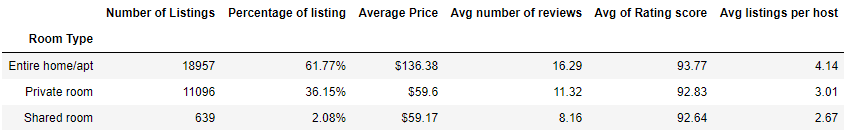 Number of Listings Percentage of listing Average Price Avg number of reviews Avg of Rating score Avg listings per host
Room Type
Entire home/apt 18957 61.77% $136.38 16.29 93.77 4.14
Private room 11096 36.15% $59.6 11.32 92.83 3.01
Shared room 639 2.08% $59.17 8.16 92.64 2.67